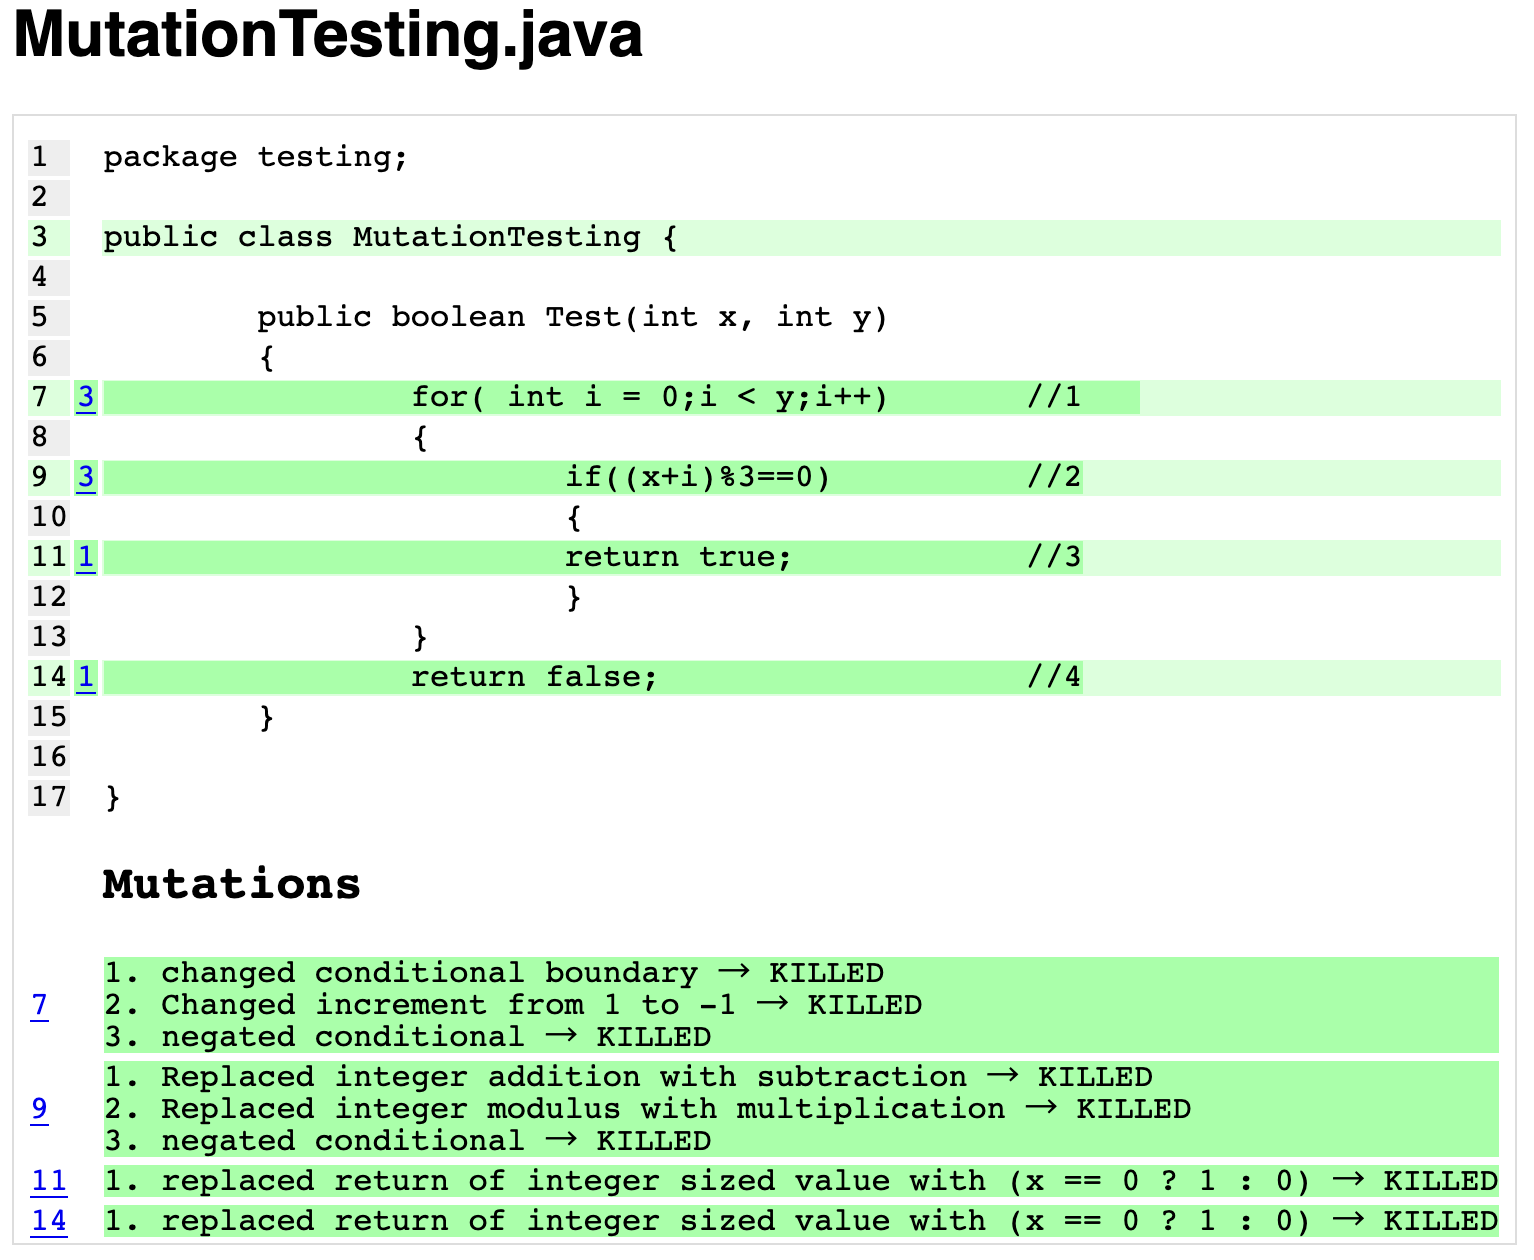 MutationTesting.java
1 package testing;
2
3 public class MutationTesting {
4
5 public boolean Test(int x, int y)
6 {
7 3 for( int i = 0;i < y;i++) //1
8 {
9 3 if((x+i)%3==0) //2
10 {
11 1 return true; //3
12 }
13 }
14 1 return false; //4
15 }
16
17 }
Mutations
1. changed conditional boundary → KILLED
7 2. Changed increment from 1 to -1 → KILLED
3. negated conditional → KILLED
1. Replaced integer addition with subtraction → KILLED
9 2. Replaced integer modulus with multiplication → KILLED
3. negated conditional → KILLED
11 1. replaced return of integer sized value with (x == 0 ? 1 : 0) → KILLED
14 1. replaced return of integer sized value with (x == 0 ? 1 : 0) → KILLED